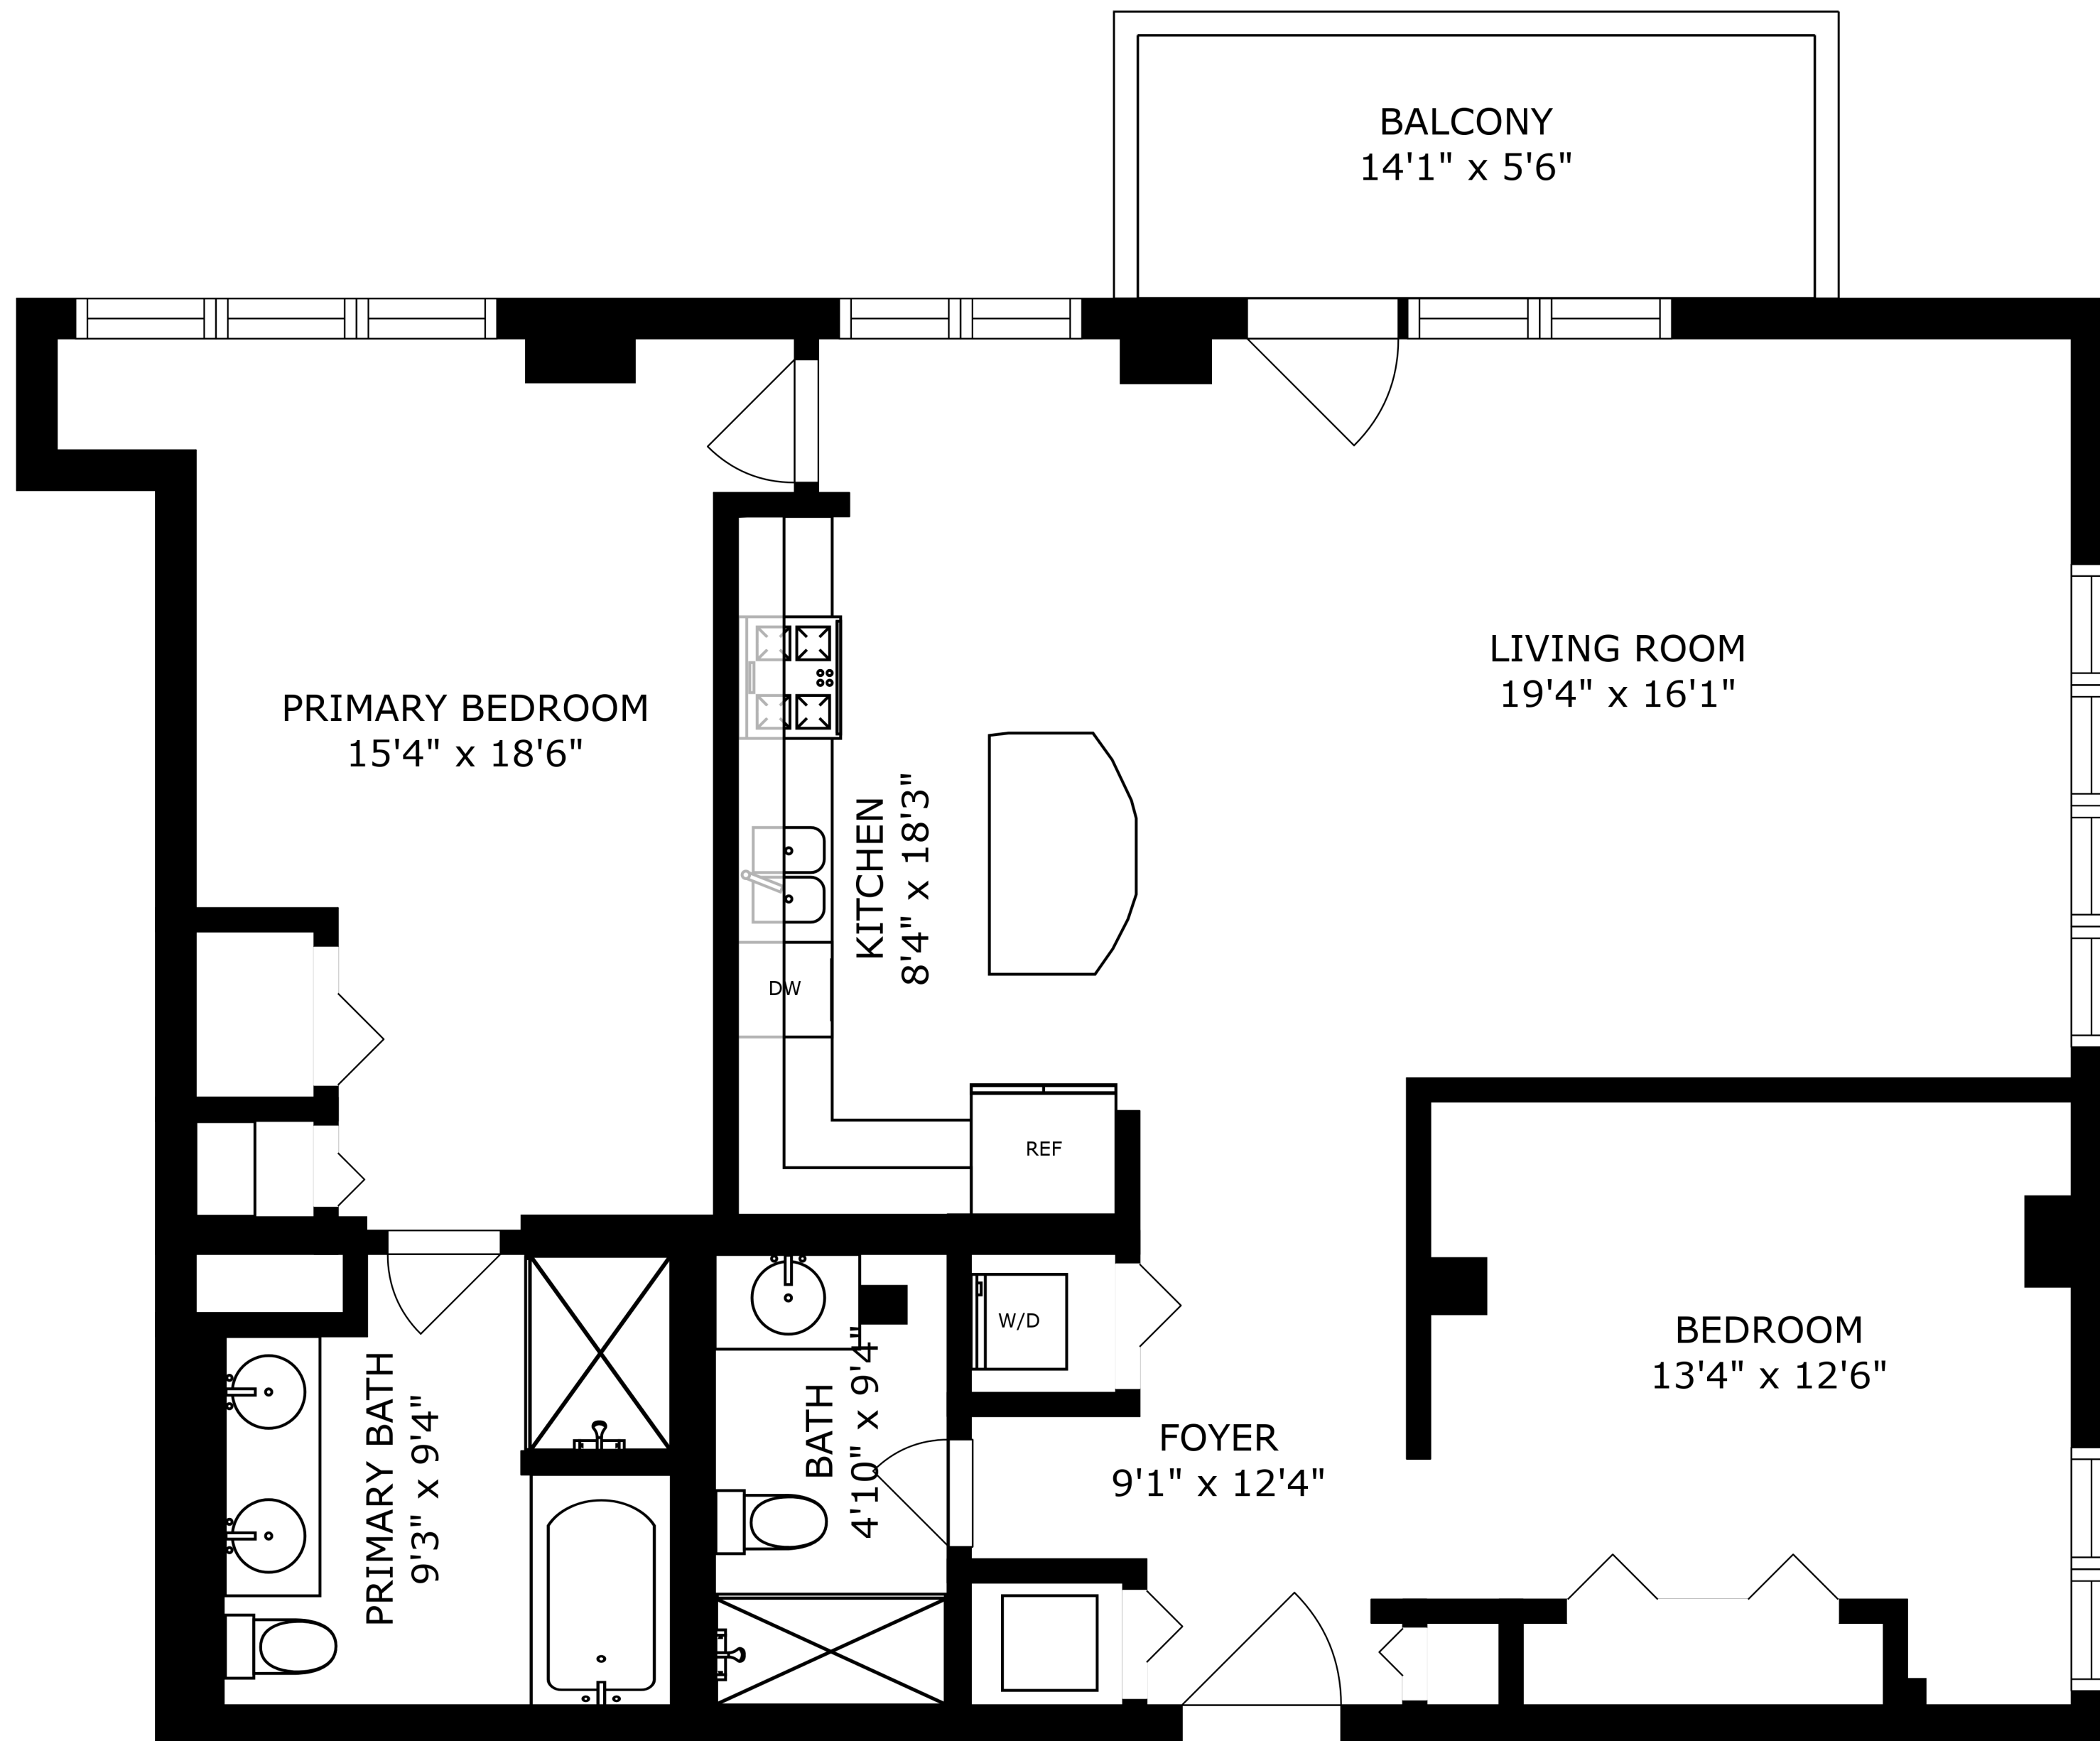 BALCONY
14'1" x 5'6"
LIVING ROOM
19'4" x 16'1"
PRIMARY BEDROOM
15'4" x 18'6"
KITCHEN
8'4" x 18'3"
DW
REF
W/D
BEDROOM
13'4" x 12'6"
PRIMARY BATH
9'3" x 9'4"
BATH
4'10" x 9'4"
FOYER
9'1" x 12'4"